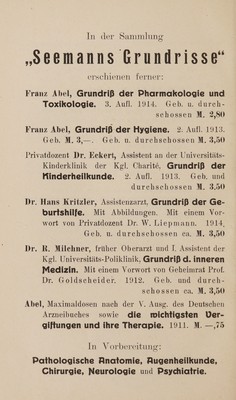 In der Sammlung
„Seemanns Grundrisse“
erschienen ferner:
Franz Abel, Grundriß der Pharmakologie und
Toxikologie. 3. Aufl. 1914. Geb. u. durch-
schossen M. 2,80
Franz Abel, Grundriß der Hygiene. 2. Aufl. 1913.
Geb. M. 3,—. Geb. u. durchschossen M. 3,50
Privatdozent Dr. Eckert, Assistent an der Universitäts-
Kinderklinik der Kgl. Charité, Grundriß der
Kinderheilkunde. 2. Aufl. 1913. Geb. und
durchschossen M. 3,50
Dr. Hans Kritzler, Assistenzarzt, Grundriß der Ge-
burtshilfe. Mit Abbildungen. Mit einem Vor-
wort von Privatdozent Dr. W. Liepmann. 1914.
Geb. u. durchschossen ca. M. 3,50
Dr. R. Milchner, früher Oberarzt und I. Assistent der
Kgl. Universitäts-Poliklinik, Grundriß d. inneren
Medizin. Mit einem Vorwort von Geheimrat Prof.
Dr. Goldscheider. 1912. Geb. und durch-
schossen ca. M. 3,50
Abel, Maximaldosen nach der V. Ausg. des Deutschen
Arzneibuches sowie die wichtigsten Ver-
giftungen und ihre Therapie. 1911. M. —,75
In Vorbereitung:
Pathologische Anatomie, Augenheilkunde,
Chirurgie, Neurologie und Psychiatrie.